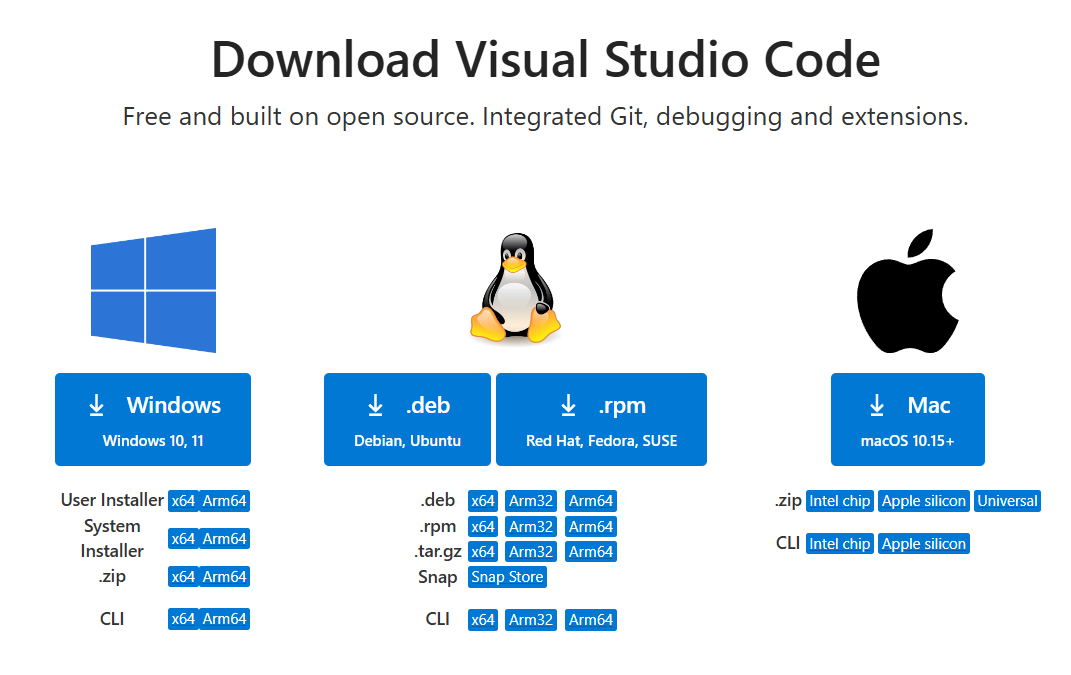 Download Visual Studio Code
Free and built on open source. Integrated Git, debugging and extensions.
Windows
Windows 10, 11
User Installer x64 Arm64
System
Installer x64 Arm64
.zip x64 Arm64
CLI x64 Arm64
.deb
Debian, Ubuntu
.rpm
Red Hat, Fedora, SUSE
.deb x64 Arm32 Arm64
.rpm x64 Arm32 Arm64
.tar.gz x64 Arm32 Arm64
Snap Snap Store
CLI x64 Arm32 Arm64
Mac
macOS 10.15+
.zip Intel chip Apple silicon Universal
CLI Intel chip Apple silicon